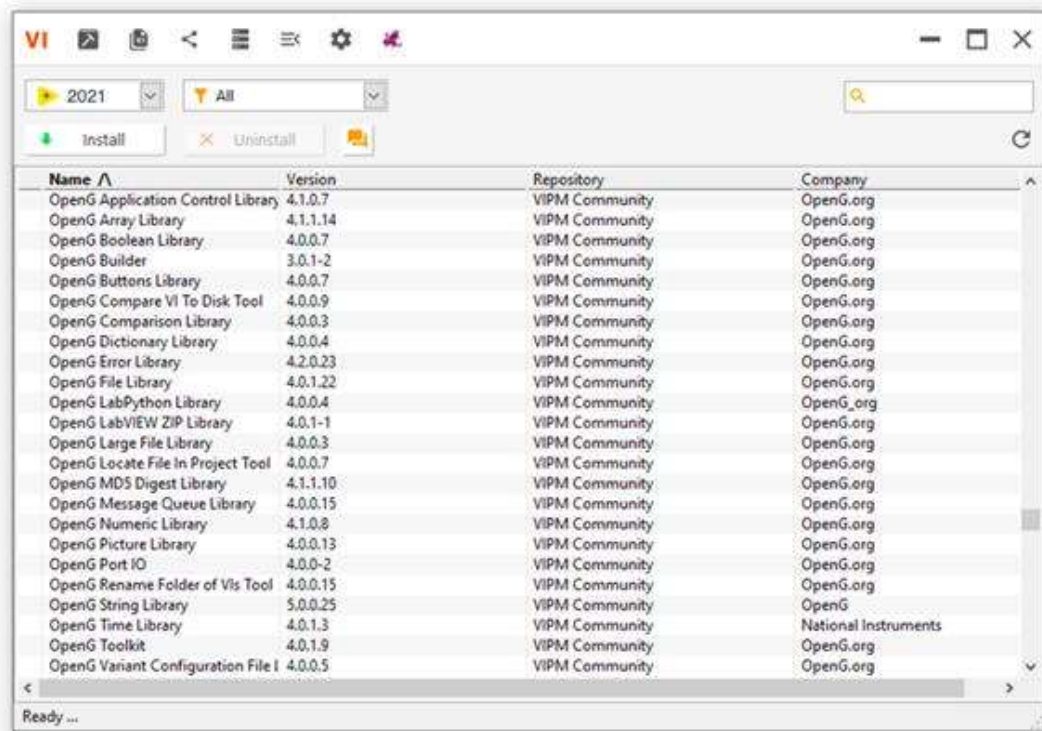 VI
2021 All
Install Uninstall
Name /\ Version Repository Company
OpenG Application Control Library 4.1.0.7 VIPM Community OpenG.org
OpenG Array Library 4.1.1.14 VIPM Community OpenG.org
OpenG Boolean Library 4.0.0.7 VIPM Community OpenG.org
OpenG Builder 3.0.1-2 VIPM Community OpenG.org
OpenG Buttons Library 4.0.0.7 VIPM Community OpenG.org
OpenG Compare VI To Disk Tool 4.0.0.9 VIPM Community OpenG.org
OpenG Comparison Library 4.0.0.3 VIPM Community OpenG.org
OpenG Dictionary Library 4.0.0.4 VIPM Community OpenG.org
OpenG Error Library 4.2.0.23 VIPM Community OpenG.org
OpenG File Library 4.0.1.22 VIPM Community OpenG.org
OpenG LabPython Library 4.0.0.4 VIPM Community OpenG_org
OpenG LabVIEW ZIP Library 4.0.1-1 VIPM Community OpenG.org
OpenG Large File Library 4.0.0.3 VIPM Community OpenG.org
OpenG Locate File In Project Tool 4.0.0.7 VIPM Community OpenG.org
OpenG MD5 Digest Library 4.1.1.10 VIPM Community OpenG.org
OpenG Message Queue Library 4.0.0.15 VIPM Community OpenG.org
OpenG Numeric Library 4.1.0.8 VIPM Community OpenG.org
OpenG Picture Library 4.0.0.13 VIPM Community OpenG.org
OpenG Port IO 4.0.0-2 VIPM Community OpenG.org
OpenG Rename Folder of VIs Tool 4.0.0.15 VIPM Community OpenG.org
OpenG String Library 5.0.0.25 VIPM Community OpenG
OpenG Time Library 4.0.1.3 VIPM Community National Instruments
OpenG Toolkit 4.0.1.9 VIPM Community OpenG.org
OpenG Variant Configuration File 4.0.0.5 VIPM Community OpenG.org
Ready ...